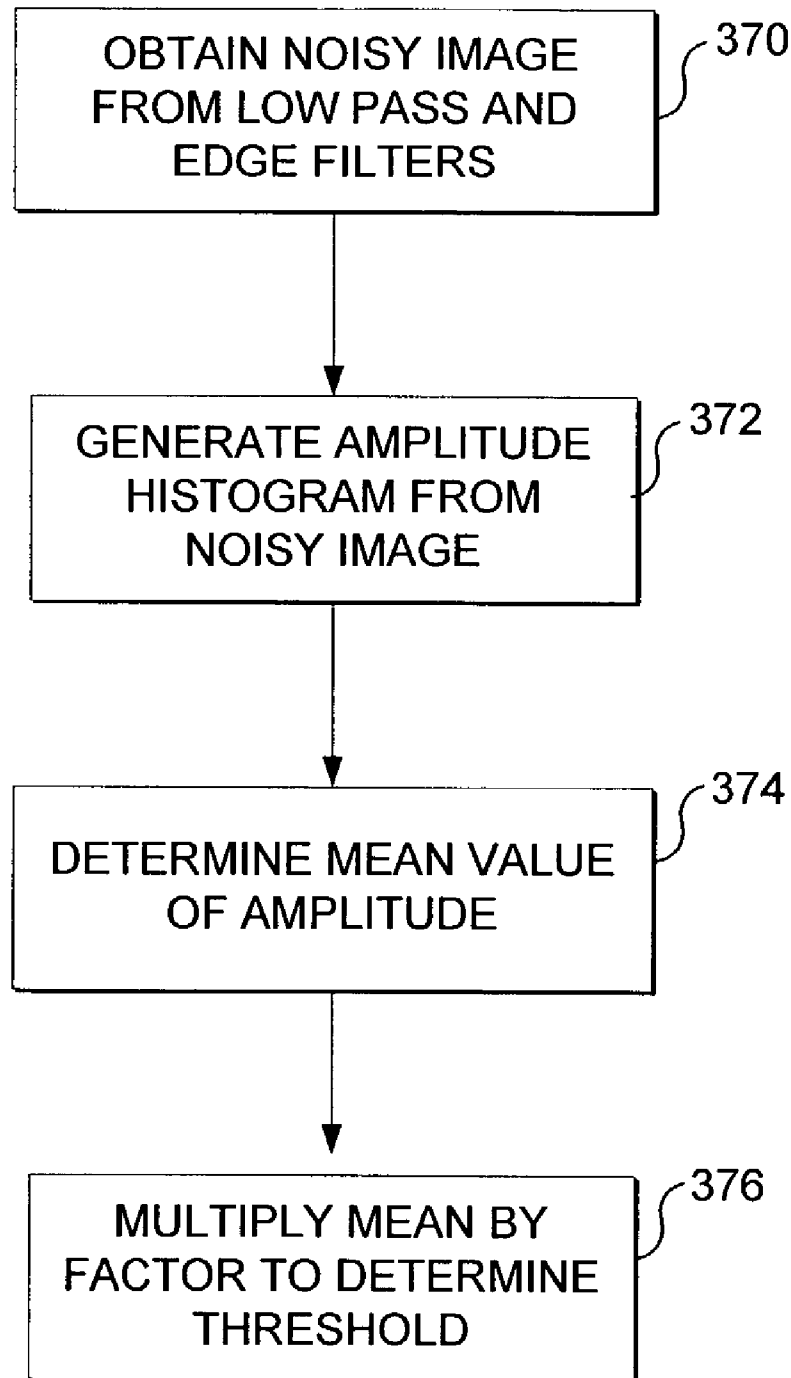 OBTAIN NOISY IMAGE
FROM LOW PASS AND
EDGE FILTERS
370
GENERATE AMPLITUDE
HISTOGRAM FROM
NOISY IMAGE
372
DETERMINE MEAN VALUE
OF AMPLITUDE
374
MULTIPLY MEAN BY
FACTOR TO DETERMINE
THRESHOLD
376